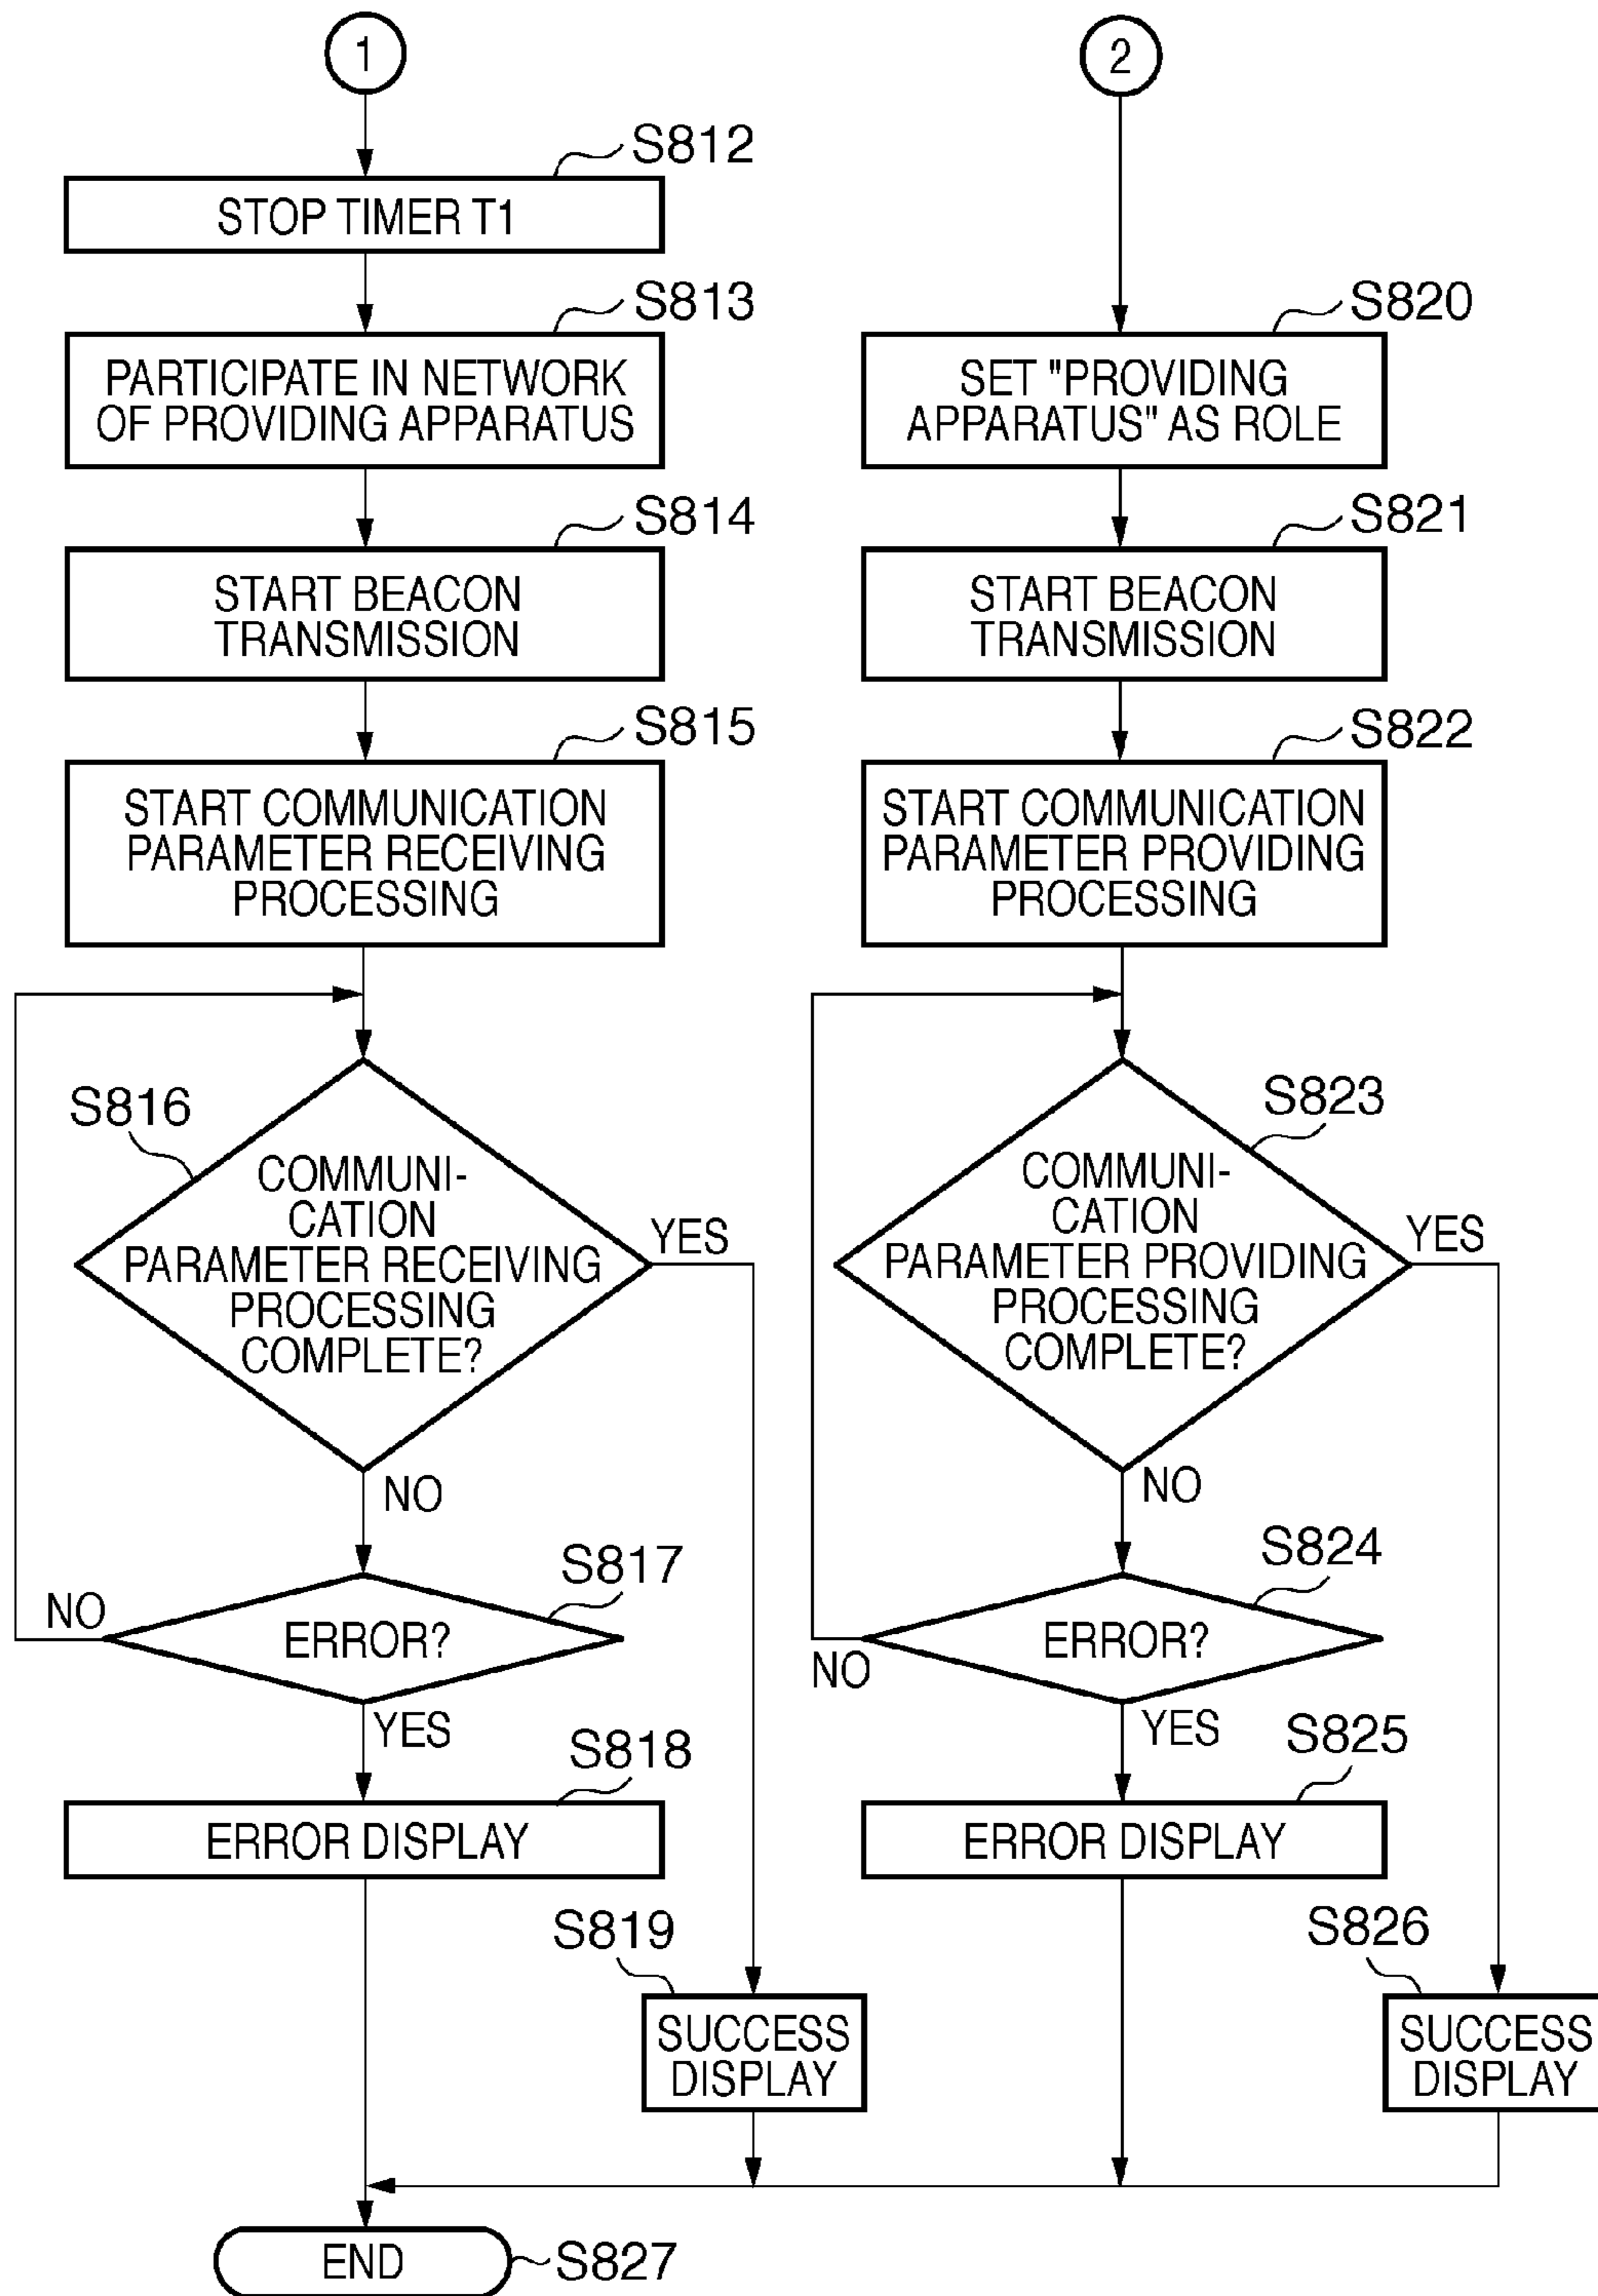 1
S812
STOP TIMER T1
S813
PARTICIPATE IN NETWORK
OF PROVIDING APPARATUS
S814
START BEACON
TRANSMISSION
S815
START COMMUNICATION
PARAMETER RECEIVING
PROCESSING
S816
COMMUNI-
CATION
PARAMETER RECEIVING
PROCESSING
COMPLETE?
YES
NO
S817
ERROR?
NO
YES
S818
ERROR DISPLAY
S819
SUCCESS
DISPLAY
2
S820
SET "PROVIDING
APPARATUS" AS ROLE
S821
START BEACON
TRANSMISSION
S822
START COMMUNICATION
PARAMETER PROVIDING
PROCESSING
S823
COMMUNI-
CATION
PARAMETER PROVIDING
PROCESSING
COMPLETE?
YES
NO
S824
ERROR?
NO
YES
S825
ERROR DISPLAY
S826
SUCCESS
DISPLAY
END
S827